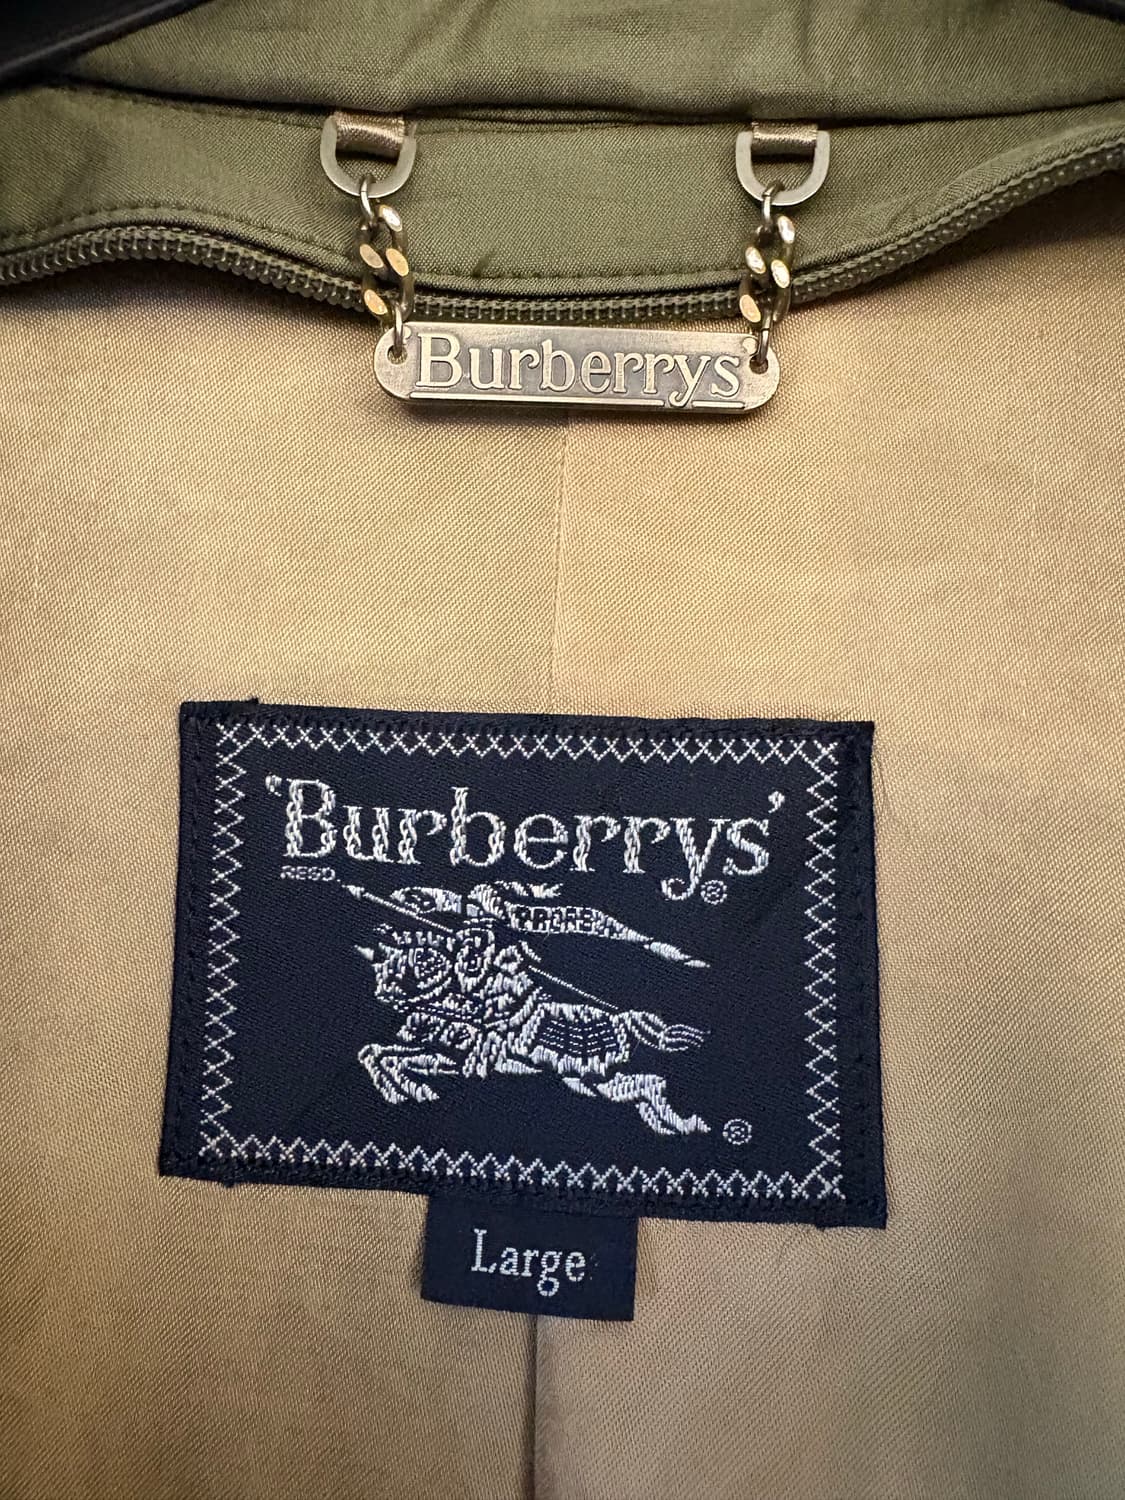 'Burberrys'
'Burberrys'
REGD. ®
PRORSUM
®
Large